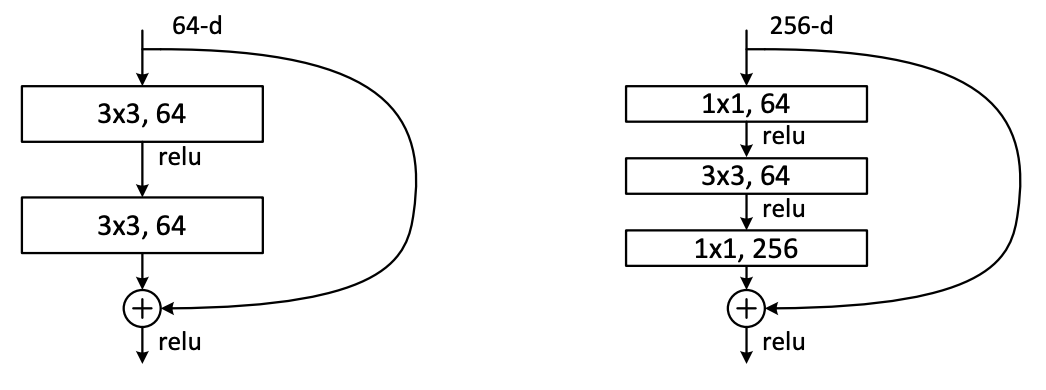 64-d
3x3, 64
relu
3x3, 64
relu
256-d
1x1, 64
relu
3x3, 64
relu
1x1, 256
relu